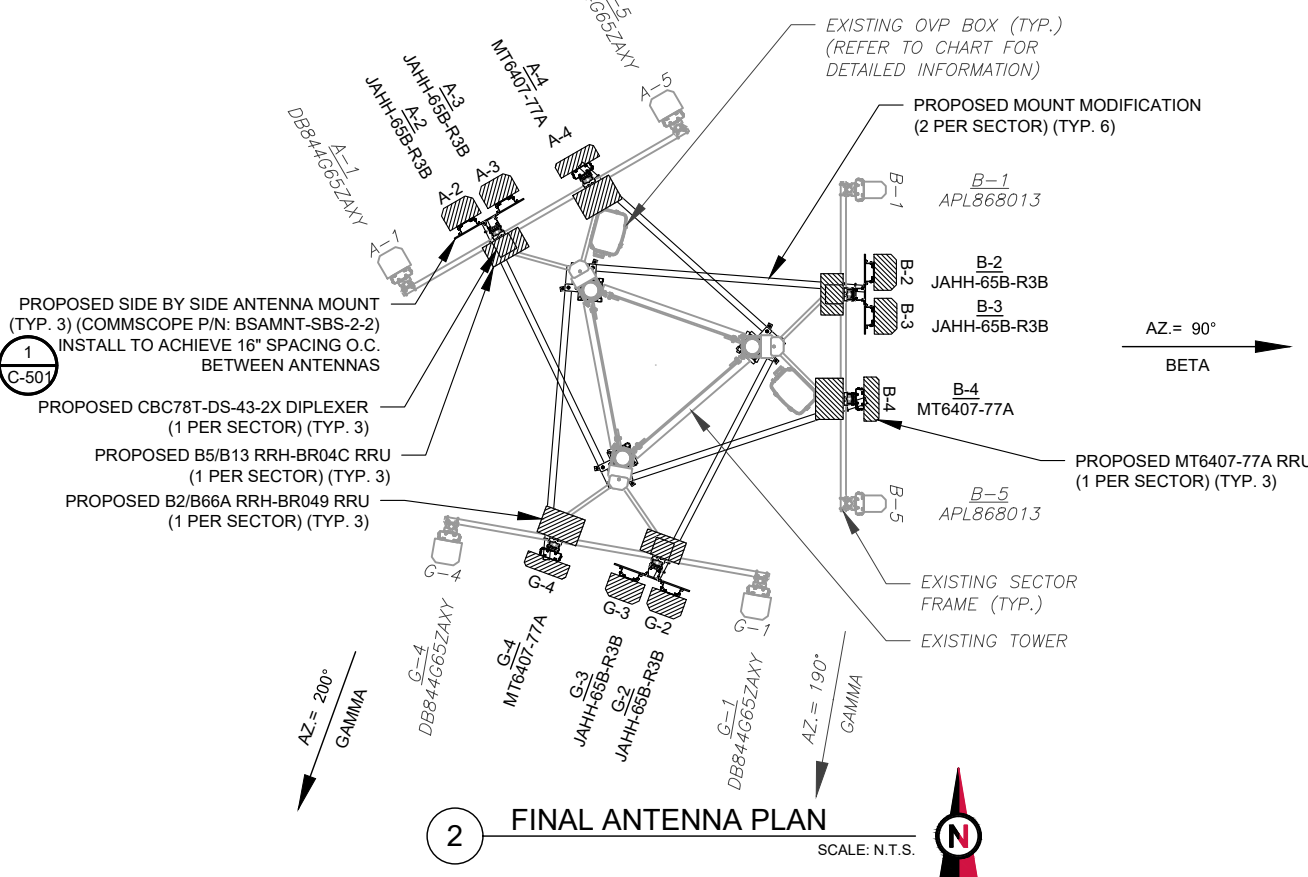 A-5
G65ZAXY
A-5
A-4
MT6407-77A
A-4
A-3
JAHH-65B-R3B
A-3
A-2
JAHH-65B-R3B
A-2
A-1
DB844G65ZAXY
A-1
EXISTING OVP BOX (TYP.)
(REFER TO CHART FOR
DETAILED INFORMATION)
PROPOSED MOUNT MODIFICATION
(2 PER SECTOR) (TYP. 6)
B-1
B-1
APL868013
B-2
B-2
JAHH-65B-R3B
B-3
B-3
JAHH-65B-R3B
AZ.= 90°
BETA
B-4
B-4
MT6407-77A
PROPOSED MT6407-77A RRU
(1 PER SECTOR) (TYP. 3)
B-5
B-5
APL868013
EXISTING SECTOR
FRAME (TYP.)
EXISTING TOWER
PROPOSED SIDE BY SIDE ANTENNA MOUNT
(TYP. 3) (COMMSCOPE P/N: BSAMNT-SBS-2-2)
INSTALL TO ACHIEVE 16" SPACING O.C.
BETWEEN ANTENNAS
1
C-501
PROPOSED CBC78T-DS-43-2X DIPLEXER
(1 PER SECTOR) (TYP. 3)
PROPOSED B5/B13 RRH-BR04C RRU
(1 PER SECTOR) (TYP. 3)
PROPOSED B2/B66A RRH-BR049 RRU
(1 PER SECTOR) (TYP. 3)
G-4
G-4
DB844G65ZAXY
G-4
G-4
MT6407-77A
G-3
G-3
JAHH-65B-R3B
G-2
G-2
JAHH-65B-R3B
G-1
G-1
DB844G65ZAXY
AZ.= 200°
GAMMA
AZ.= 190°
GAMMA
2
FINAL ANTENNA PLAN
SCALE: N.T.S.
N